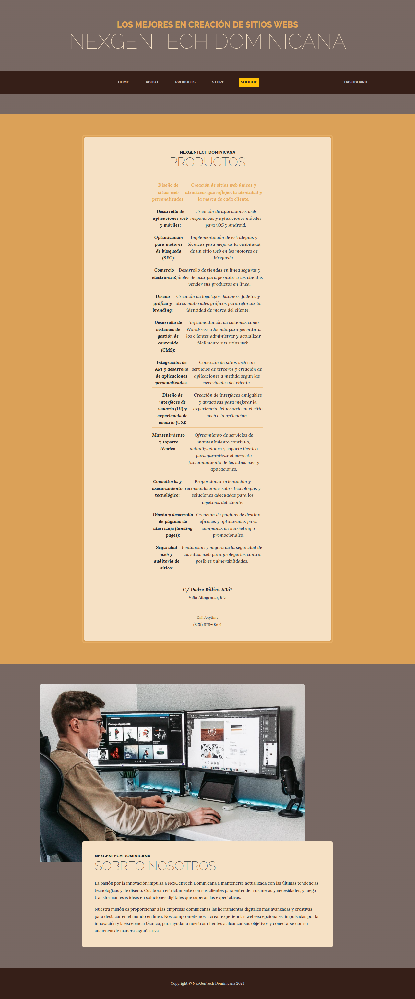 LOS MEJORES EN CREACIÓN DE SITIOS WEBS
NEXGENTECH DOMINICANA
HOME ABOUT PRODUCTS STORE SOLICITE DASHBOARD
NEXGENTECH DOMINICANA
PRODUCTOS
Diseño de
sitios web
personalizados:
Creación de sitios web únicos y
atractivos que reflejen la identidad y
la marca de cada cliente.
Desarrollo de
aplicaciones web
y móviles:
Creación de aplicaciones web
responsivas y aplicaciones móviles
para iOS y Android.
Optimización
para motores
de búsqueda
(SEO):
Implementación de estrategias y
técnicas para mejorar la visibilidad
de un sitio web en los motores de
búsqueda.
Comercio
electrónico:
Desarrollo de tiendas en línea seguras y
fáciles de usar para permitir a los clientes
vender sus productos en línea.
Diseño
gráfico y
branding:
Creación de logotipos, banners, folletos y
otros materiales gráficos para reforzar la
identidad de marca del cliente.
Desarrollo de
sistemas de
gestión de
contenido
(CMS):
Implementación de sistemas como
WordPress o Joomla para permitir a
los clientes administrar y actualizar
fácilmente sus sitios web.
Integración de
API y desarrollo
de aplicaciones
personalizadas:
Conexión de sitios web con
servicios de terceros y creación de
aplicaciones a medida según las
necesidades del cliente.
Diseño de
interfaces de
usuario (UI) y
experiencia de
usuario (UX):
Creación de interfaces amigables
y atractivas para mejorar la
experiencia del usuario en el sitio
web o la aplicación.
Mantenimiento
y soporte
técnico:
Ofrecimiento de servicios de
mantenimiento continuo,
actualizaciones y soporte técnico
para garantizar el correcto
funcionamiento de los sitios web y
aplicaciones.
Consultoría y
asesoramiento
tecnológico:
Proporcionar orientación y
recomendaciones sobre tecnologías y
soluciones adecuadas para los
objetivos del cliente.
Diseño y desarrollo
de páginas de
aterrizaje (landing
pages):
Creación de páginas de destino
eficaces y optimizadas para
campañas de marketing o
promocionales.
Seguridad
web y
auditoría de
sitios:
Evaluación y mejora de la seguridad de
los sitios web para protegerlos contra
posibles vulnerabilidades.
C/ Padre Billini #157
Villa Altagracia, RD.
Call Anytime
(829) 878-0564
Onlangs afgespeeld
NEXGENTECH DOMINICANA
SOBREO NOSOTROS
La pasión por la innovación impulsa a NexGenTech Dominicana a mantenerse actualizada con las últimas tendencias
tecnológicas y de diseño. Colaboran estrictamente con sus clientes para entender sus metas y necesidades, y luego
transforman esas ideas en soluciones digitales que superan las expectativas.
Nuestra misión es proporcionar a las empresas dominicanas las herramientas digitales más avanzadas y creativas
para destacar en el mundo en línea. Nos comprometemos a crear experiencias web excepcionales, impulsadas por la
innovación y la excelencia técnica, para ayudar a nuestros clientes a alcanzar sus objetivos y conectarse con su
audiencia de manera significativa.
Copyright © NexGenTech Dominicana 2023